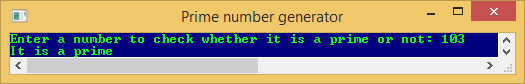 Prime number generator
Enter a number to check whether it is a prime or not: 103
It is a prime